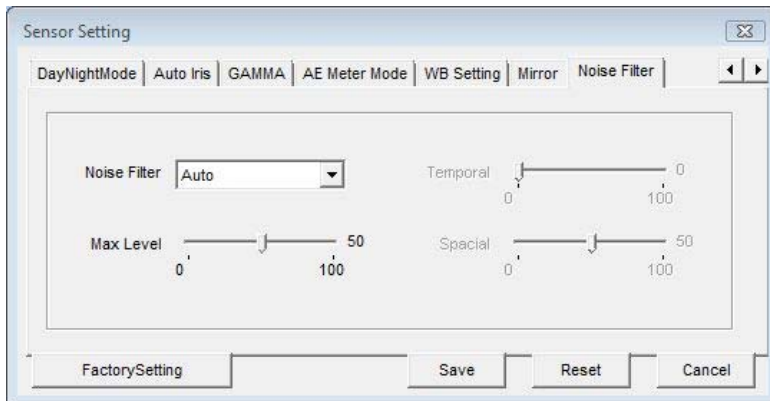 Sensor Setting
DayNightMode Auto Iris GAMMA AE Meter Mode WB Setting Mirror Noise Filter
Noise Filter Auto Temporal 0
0 100
Max Level 50 Spacial 50
0 100 0 100
FactorySetting Save Reset Cancel